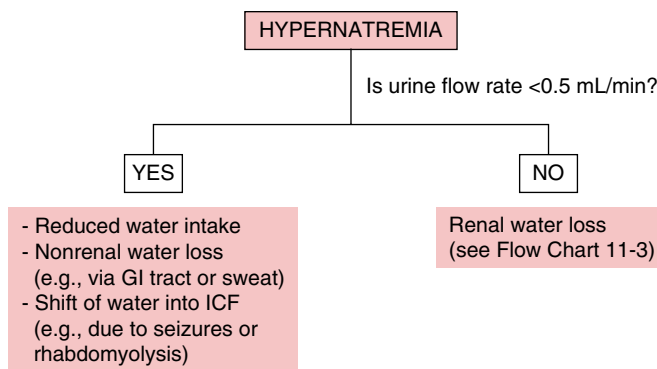 HYPERNATREMIA
Is urine flow rate <0.5 mL/min?
YES
NO
- Reduced water intake
- Nonrenal water loss
(e.g., via GI tract or sweat)
- Shift of water into ICF
(e.g., due to seizures or
rhabdomyolysis)
Renal water loss
(see Flow Chart 11-3)